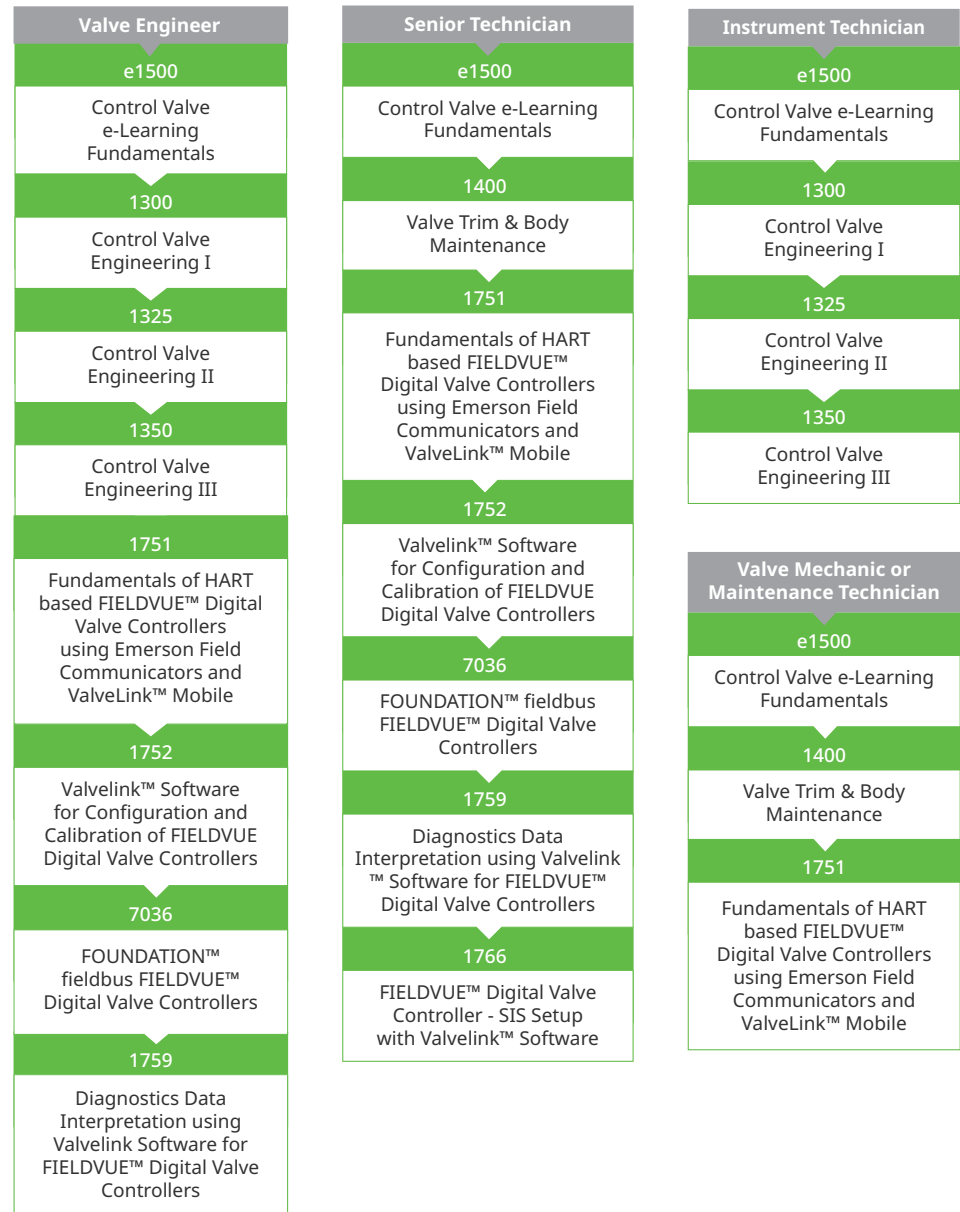 Valve Engineer
e1500
Control Valve
e-Learning
Fundamentals
1300
Control Valve
Engineering I
1325
Control Valve
Engineering II
1350
Control Valve
Engineering III
1751
Fundamentals of HART
based FIELDVUE™ Digital
Valve Controllers
using Emerson Field
Communicators and
ValveLink™ Mobile
1752
Valvelink™ Software
for Configuration and
Calibration of FIELDVUE
Digital Valve Controllers
7036
FOUNDATION™
fieldbus FIELDVUE™
Digital Valve Controllers
1759
Diagnostics Data
Interpretation using
Valvelink Software for
FIELDVUE™ Digital Valve
Controllers
Senior Technician
e1500
Control Valve e-Learning
Fundamentals
1400
Valve Trim & Body
Maintenance
1751
Fundamentals of HART
based FIELDVUE™
Digital Valve Controllers
using Emerson Field
Communicators and
ValveLink™ Mobile
1752
Valvelink™ Software
for Configuration and
Calibration of FIELDVUE
Digital Valve Controllers
7036
FOUNDATION™ fieldbus
FIELDVUE™ Digital Valve
Controllers
1759
Diagnostics Data
Interpretation using Valvelink
™ Software for FIELDVUE™
Digital Valve Controllers
1766
FIELDVUE™ Digital Valve
Controller - SIS Setup
with Valvelink™ Software
Instrument Technician
e1500
Control Valve e-Learning
Fundamentals
1300
Control Valve
Engineering I
1325
Control Valve
Engineering II
1350
Control Valve
Engineering III
Valve Mechanic or
Maintenance Technician
e1500
Control Valve e-Learning
Fundamentals
1400
Valve Trim & Body
Maintenance
1751
Fundamentals of HART
based FIELDVUE™
Digital Valve Controllers
using Emerson Field
Communicators and
ValveLink™ Mobile